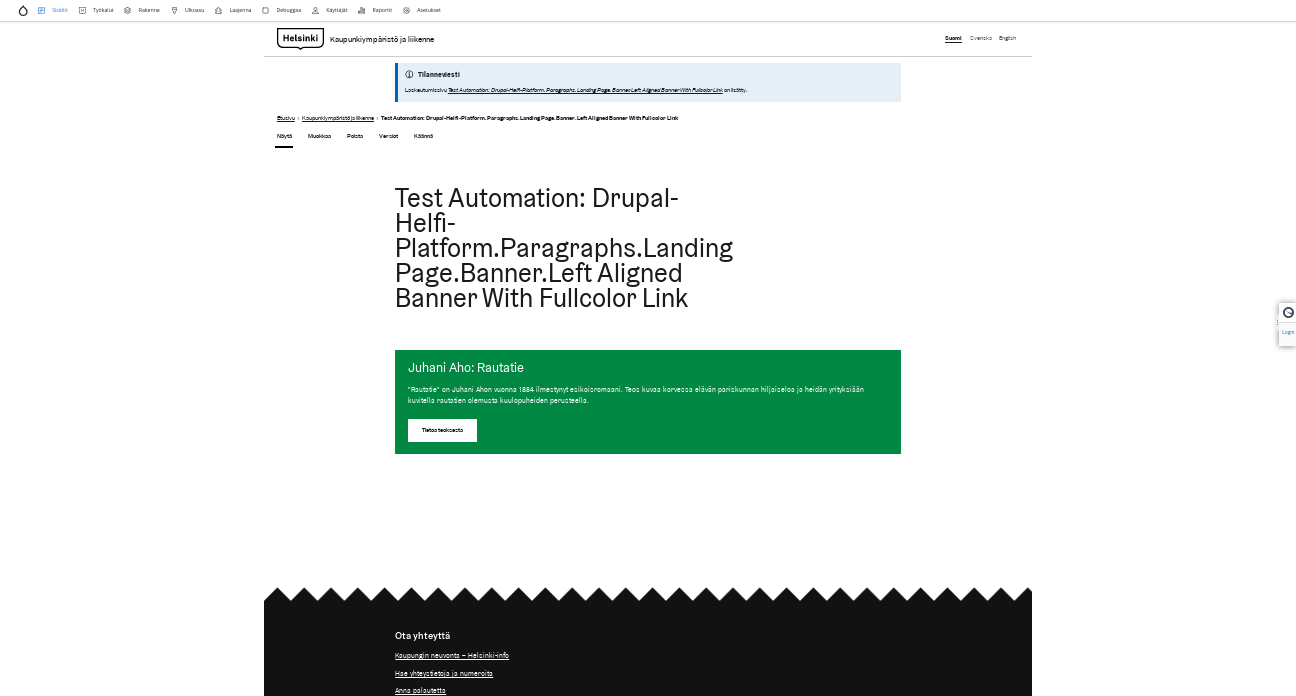 Sisältö Työkalut Rakenne Ulkoasu Laajenna Debuggaa Käyttäjät Raportit Asetukset
Helsinki Kaupunkiympäristö ja liikenne Suomi Svenska English
Tilanneviesti
Laskeutumissivu Test Automation: Drupal-Helfi-Platform.Paragraphs.Landing Page.Banner.Left Aligned Banner With Fullcolor Link on lisätty.
Etusivu › Kaupunkiympäristö ja liikenne › Test Automation: Drupal-Helfi-Platform.Paragraphs.Landing Page.Banner.Left Aligned Banner With Fullcolor Link
Näytä Muokkaa Poista Versiot Käännä
Test Automation: Drupal-
Helfi-
Platform.Paragraphs.Landing
Page.Banner.Left Aligned
Banner With Fullcolor Link
Login
Juhani Aho: Rautatie
"Rautatie" on Juhani Ahon vuonna 1884 ilmestynyt esikoisromaani. Teos kuvaa korvessa elävän pariskunnan hiljaiseloa ja heidän yrityksiään
kuvitella rautatien olemusta kuulopuheiden perusteella.
Tietoa teoksesta
Ota yhteyttä
Kaupungin neuvonta – Helsinki-info
Hae yhteystietoja ja numeroita
Anna palautetta